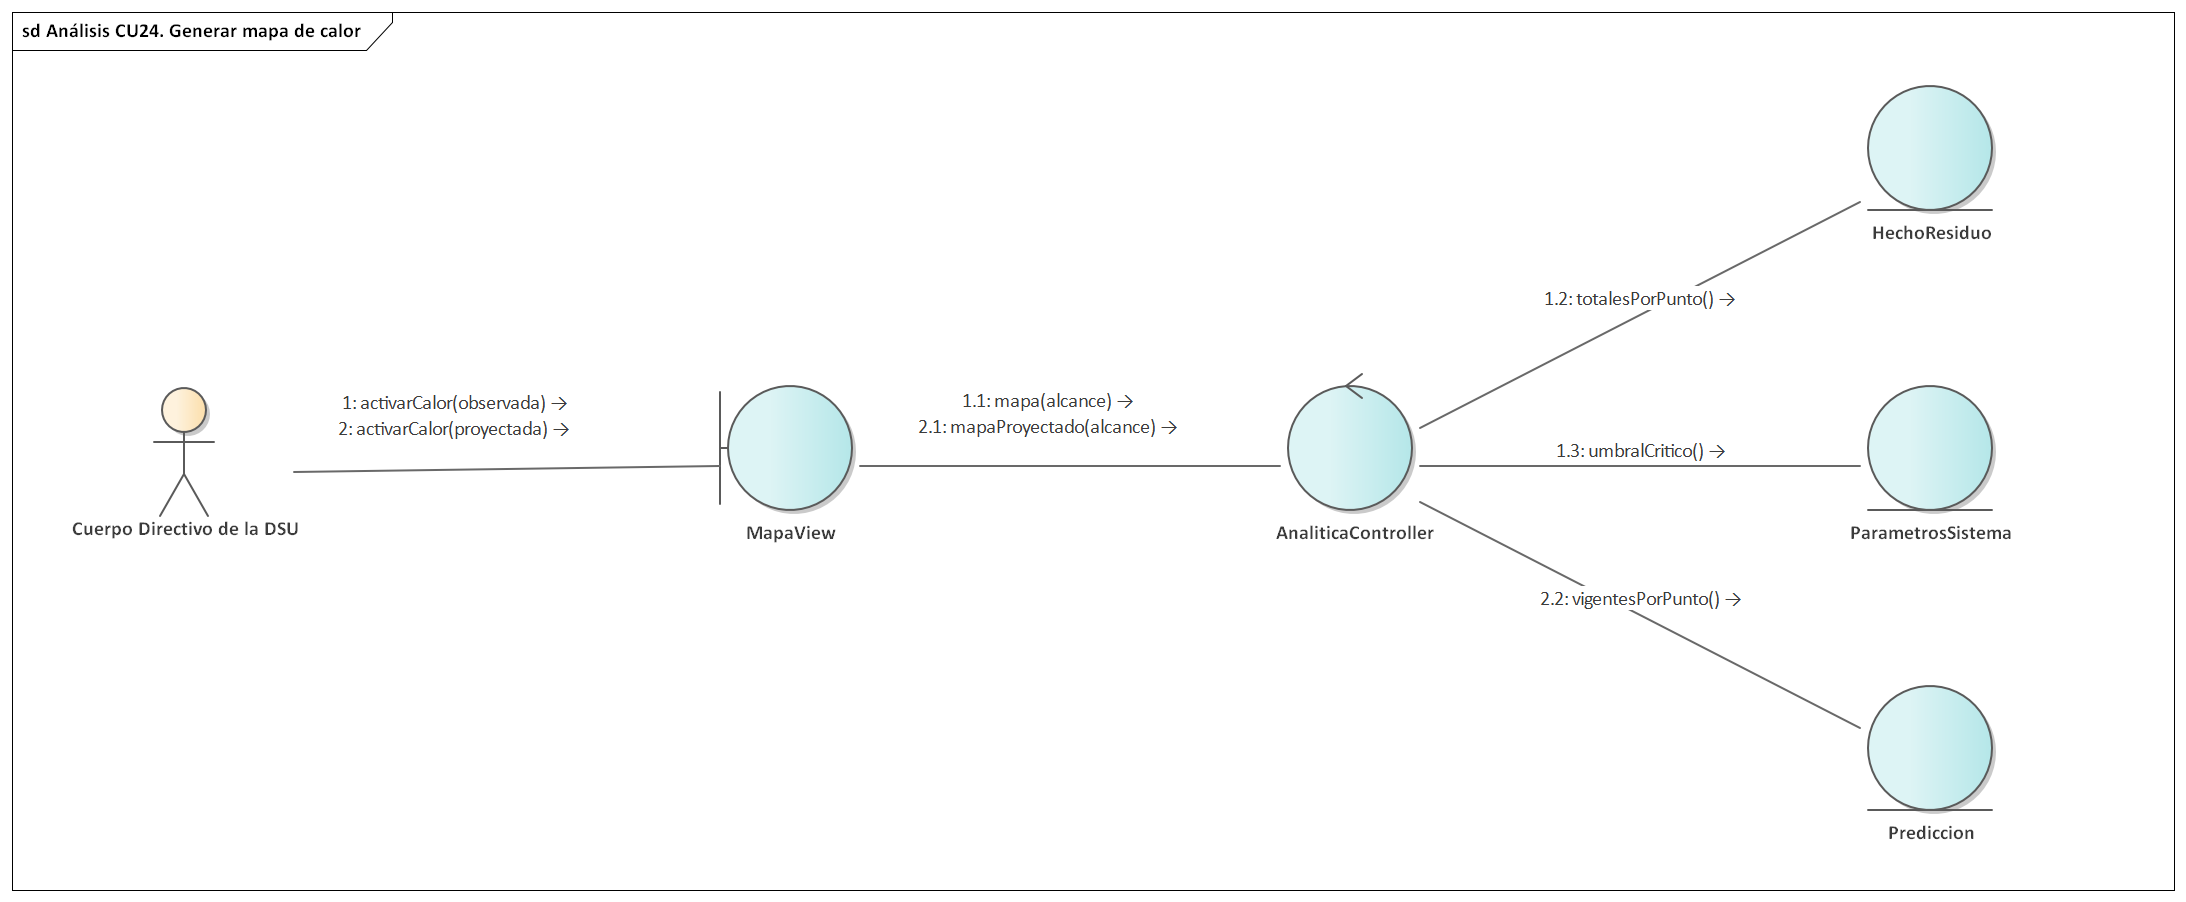 sd Análisis CU24. Generar mapa de calor
HechoResiduo
1.2: totalesPorPunto() →
1: activarCalor(observada) →
2: activarCalor(proyectada) →
1.1: mapa(alcance) →
2.1: mapaProyectado(alcance) →
1.3: umbralCritico() →
Cuerpo Directivo de la DSU
MapaView
AnaliticaController
ParametrosSistema
2.2: vigentesPorPunto() →
Prediccion